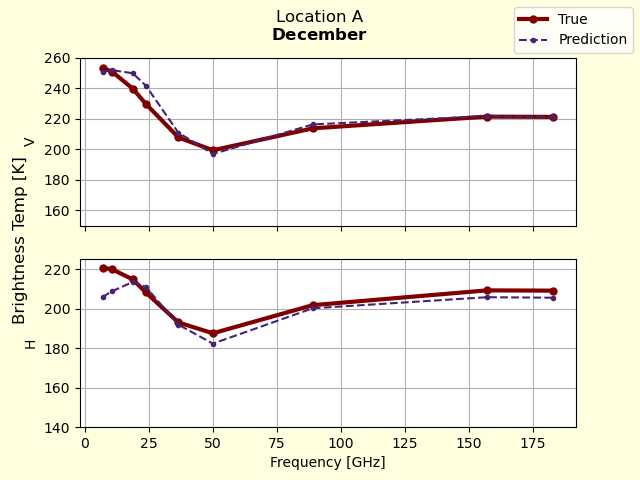 Location A
December
True
Prediction
Brightness Temp [K]
V
260
240
220
200
180
160
H
220
200
180
160
140
0 25 50 75 100 125 150 175
Frequency [GHz]